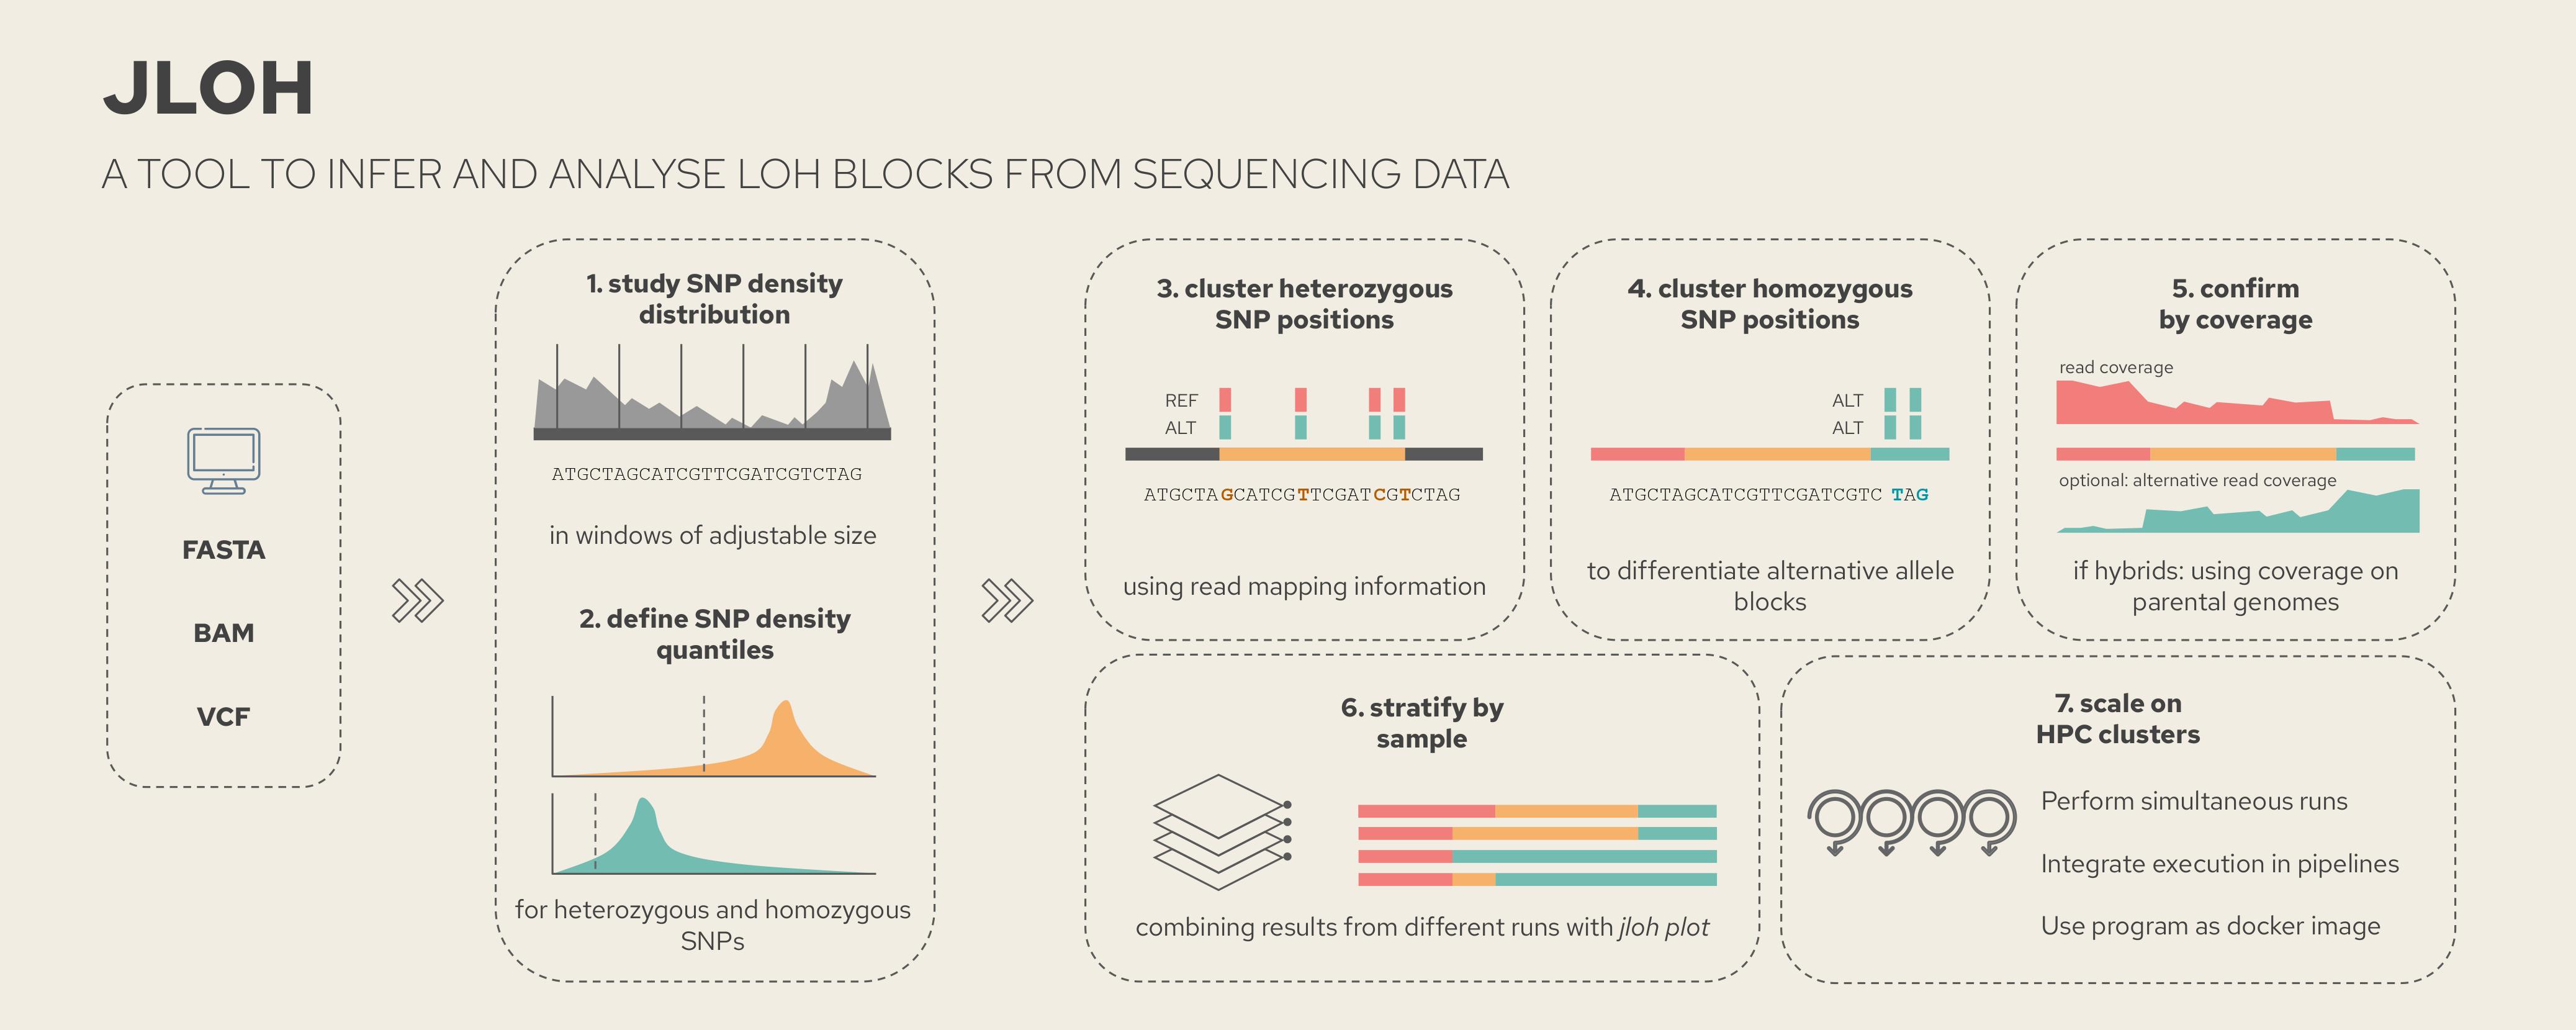 JLOH
A TOOL TO INFER AND ANALYSE LOH BLOCKS FROM SEQUENCING DATA
FASTA
BAM
VCF
1. study SNP density
distribution
ATGCTAGCATCGTTCGATCGTCTAG
in windows of adjustable size
2. define SNP density
quantiles
for heterozygous and homozygous
SNPs
3. cluster heterozygous
SNP positions
REF
ALT
ATGCTAGCATCGTTCGATCGTCTAG
using read mapping information
4. cluster homozygous
SNP positions
ALT
ALT
ATGCTAGCATCGTTCGATCGTC TAG
to differentiate alternative allele
blocks
5. confirm
by coverage
read coverage
optional: alternative read coverage
if hybrids: using coverage on
parental genomes
6. stratify by
sample
combining results from different runs with jloh plot
7. scale on
HPC clusters
Perform simultaneous runs
Integrate execution in pipelines
Use program as docker image